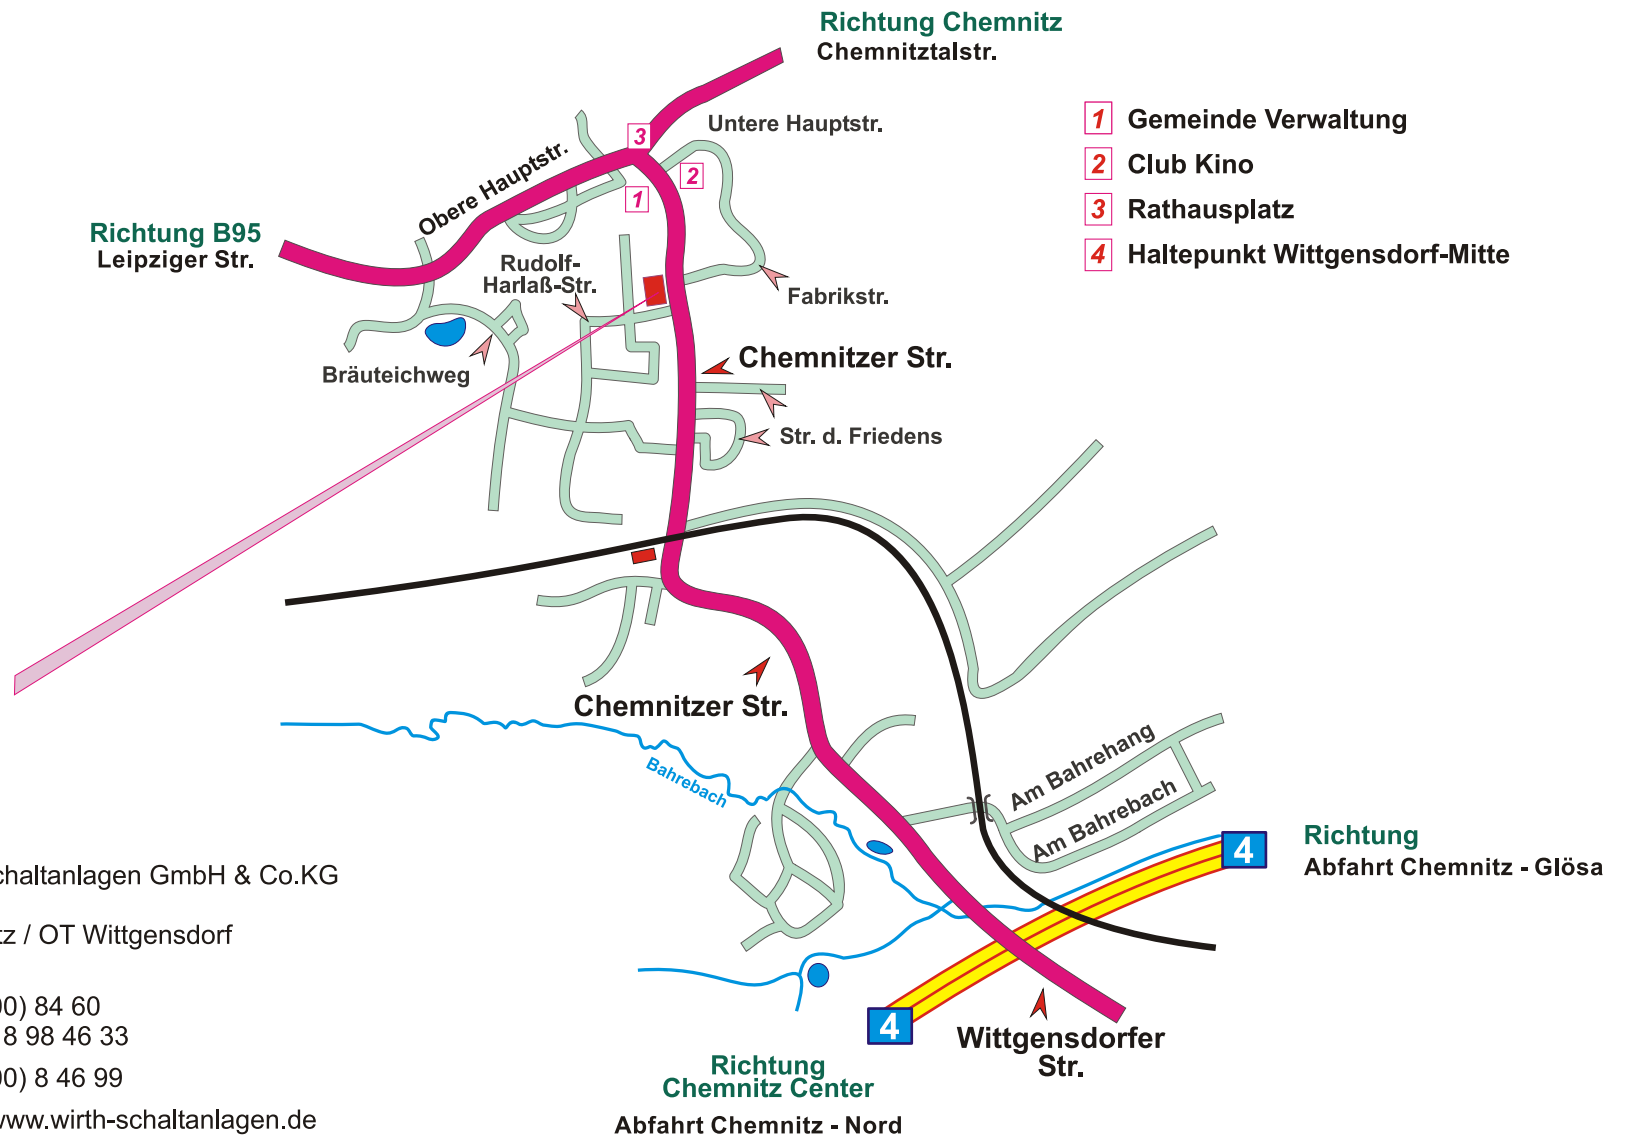 Richtung Chemnitz
Chemnitztalstr.
Untere Hauptstr.
3
2
1
Obere Hauptstr.
1 Gemeinde Verwaltung
2 Club Kino
3 Rathausplatz
4 Haltepunkt Wittgensdorf-Mitte
Richtung B95
Leipziger Str.
Rudolf-
Harlaß-Str.
Fabrikstr.
Bräuteichweg
Chemnitzer Str.
Str. d. Friedens
Chemnitzer Str.
Bahrebach
Am Bahrehang
Am Bahrebach
4
Richtung
Abfahrt Chemnitz - Glösa
4
Wittgensdorfer
Str.
Richtung
Chemnitz Center
Abfahrt Chemnitz - Nord
chaltanlagen GmbH & Co.KG
tz / OT Wittgensdorf
00) 84 60
8 98 46 33
00) 8 46 99
www.wirth-schaltanlagen.de